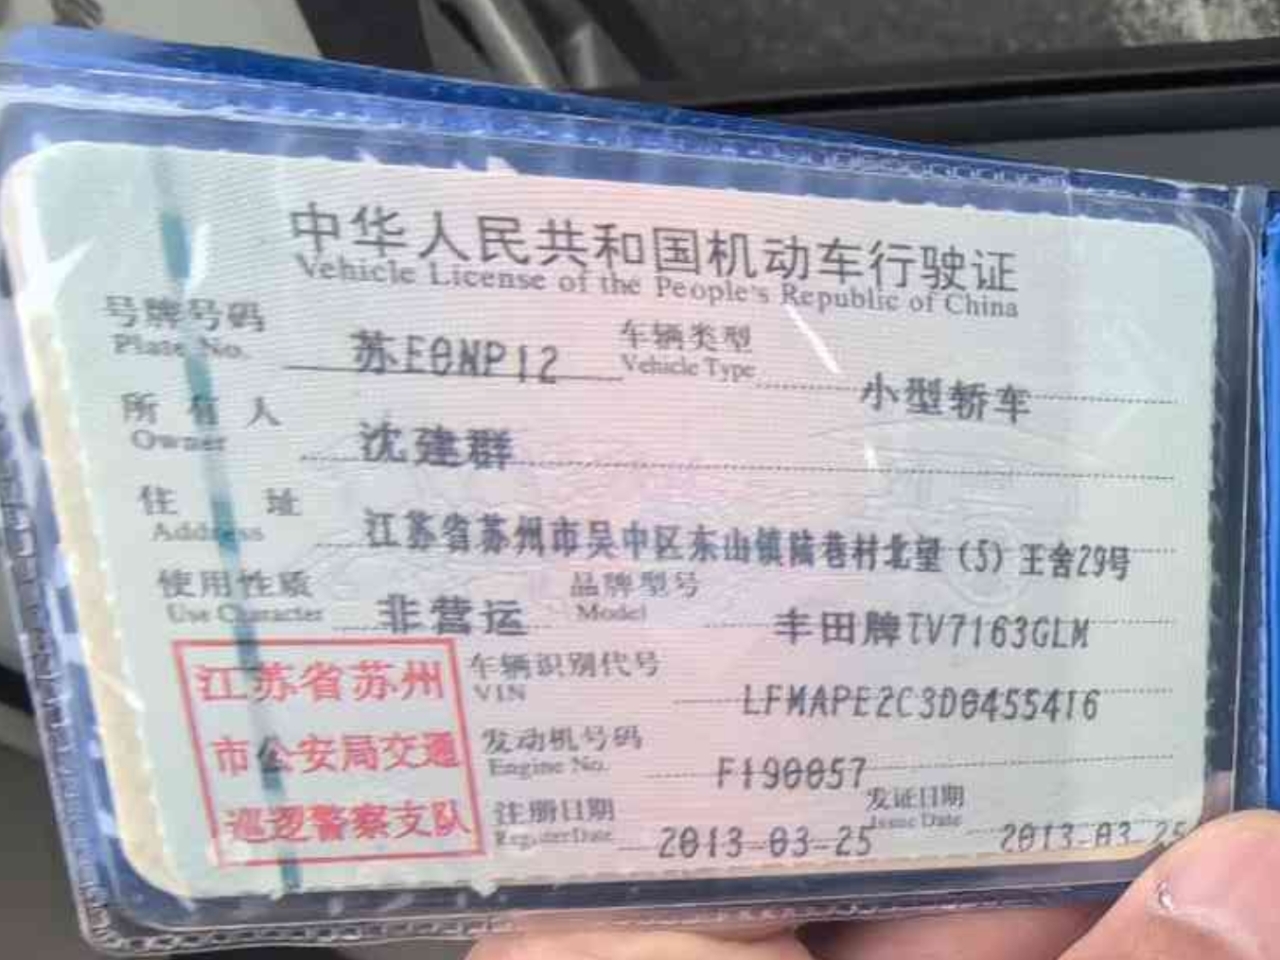 中华人民共和国机动车行驶证
Vehicle License of the People's Republic of China
号牌号码 苏E0NP12 车辆类型 小型轿车
Plate No. Vehicle Type
所有人 沈建群
Owner
住址 江苏省苏州市吴中区东山镇陆巷村北望(5)王舍29号
Address
使用性质 非营运 品牌型号 丰田牌TV7163GLM
Use Character Model
江苏省苏州
市公安局交通
巡逻警察支队
车辆识别代号 LFMAPE2C3D0455416
VIN
发动机号码 F190057
Engine No.
注册日期 2013-03-25 发证日期 2013-03-25
Register Date Issue Date